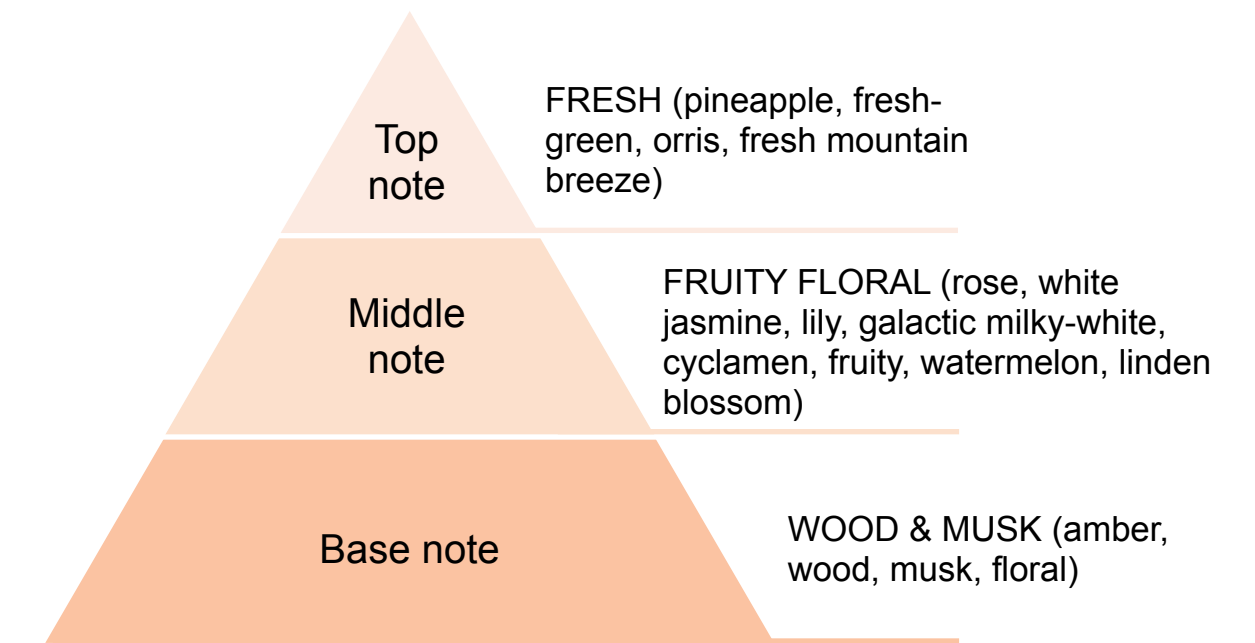 Top
note
FRESH (pineapple, fresh-
green, orris, fresh mountain
breeze)
Middle
note
FRUITY FLORAL (rose, white
jasmine, lily, galactic milky-white,
cyclamen, fruity, watermelon, linden
blossom)
Base note
WOOD & MUSK (amber,
wood, musk, floral)